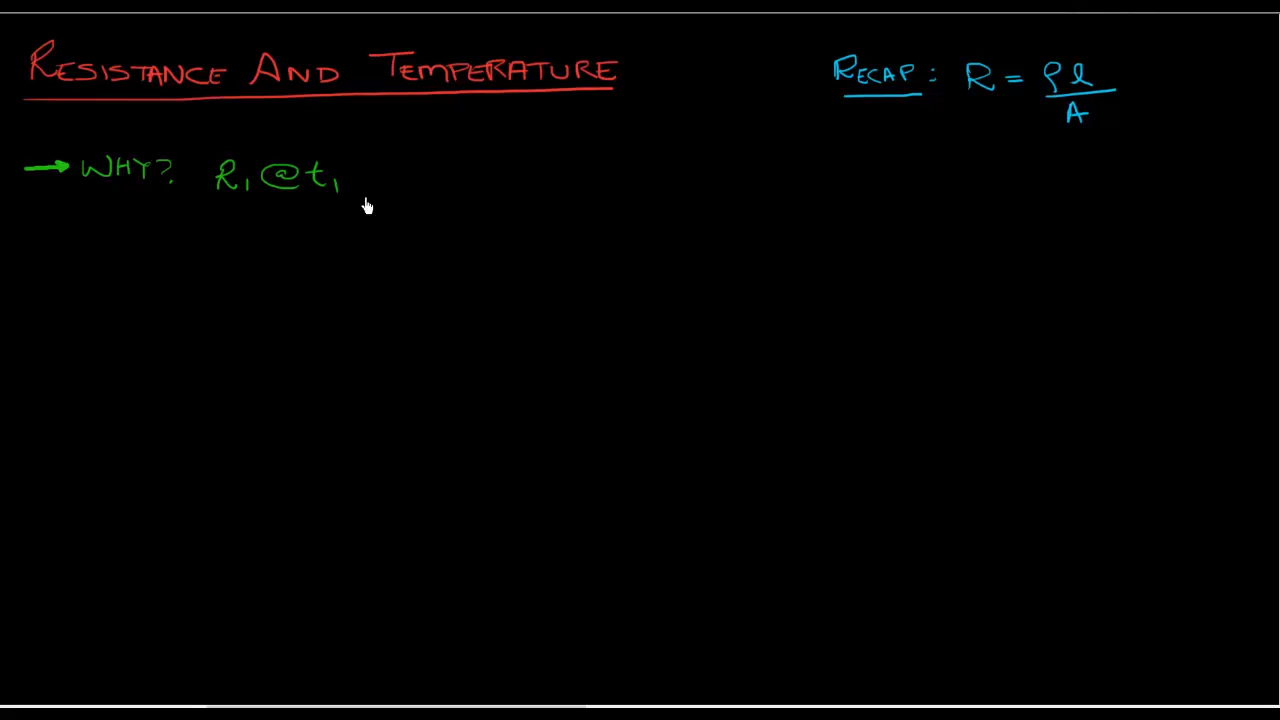 RESISTANCE AND TEMPERATURE
RECAP: R = ρl
A
→ WHY? R₁ @ t₁